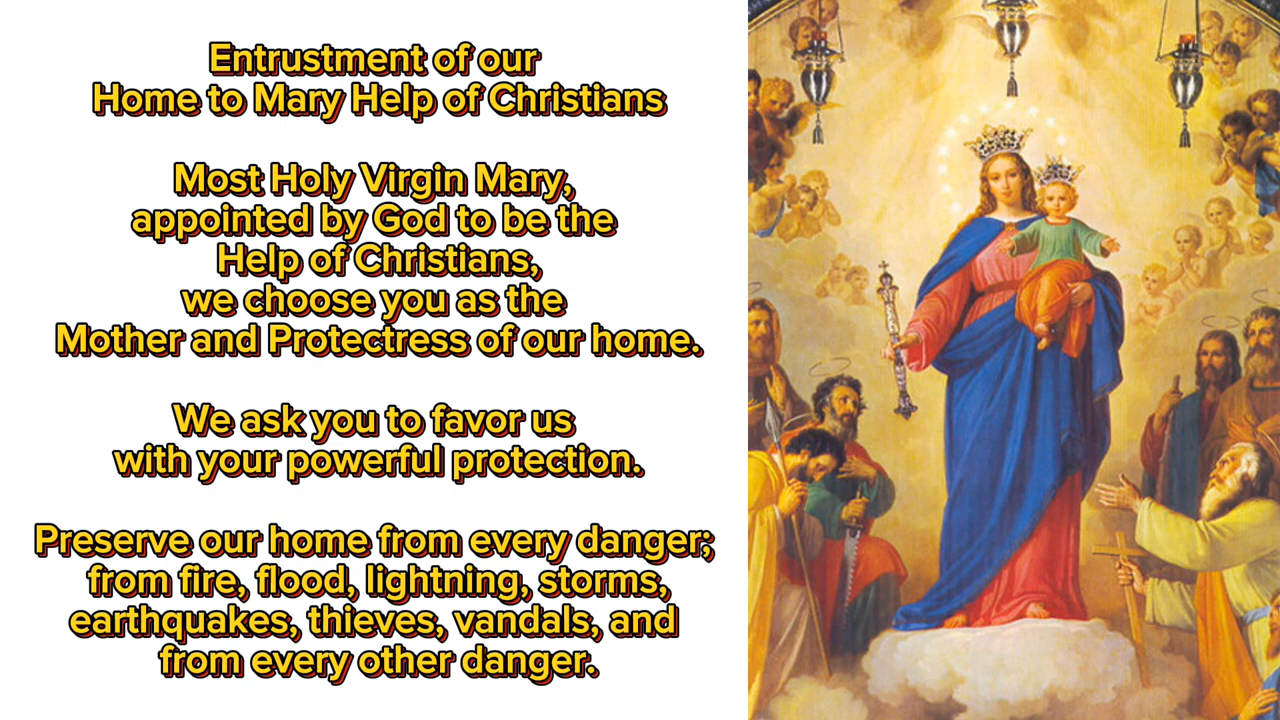 Entrustment of our
Home to Mary Help of Christians
Most Holy Virgin Mary,
appointed by God to be the
Help of Christians,
we choose you as the
Mother and Protectress of our home.
We ask you to favor us
with your powerful protection.
Preserve our home from every danger;
from fire, flood, lightning, storms,
earthquakes, thieves, vandals, and
from every other danger.